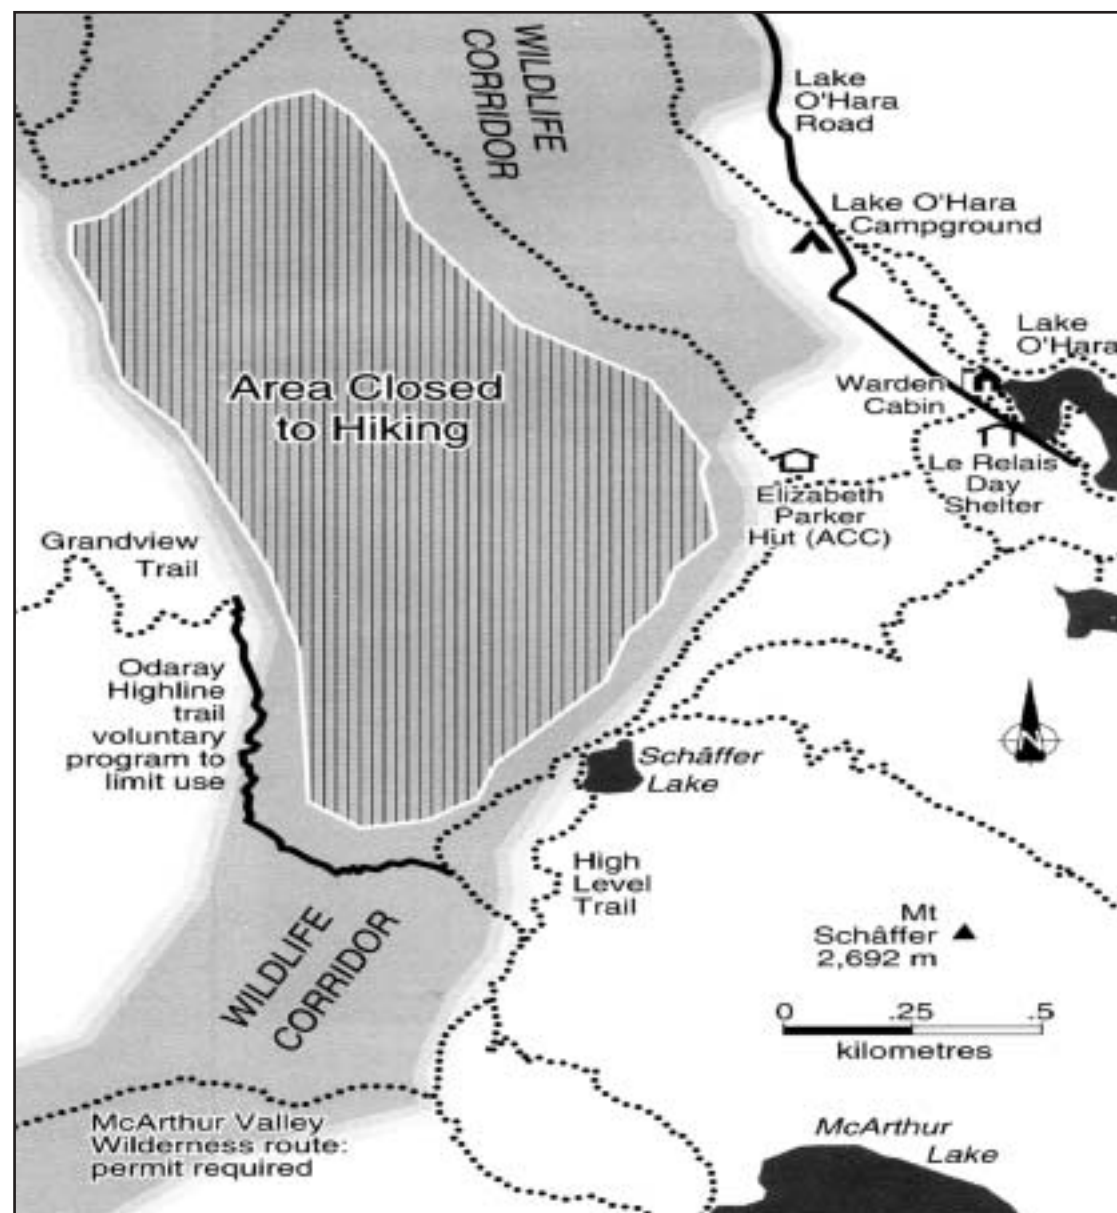 WILDLIFE
CORRIDOR
Lake
O'Hara
Road
Lake O'Hara
Campground
Lake
O'Hara
Warden
Cabin
Area Closed
to Hiking
Le Relais
Day
Shelter
Elizabeth
Parker
Hut (ACC)
Grandview
Trail
Odaray
Highline
trail
voluntary
program to
limit use
N
Schâffer
Lake
High
Level
Trail
Mt
Schâffer
2,692 m
WILDLIFE
CORRIDOR
0 .25 .5
kilometres
McArthur Valley
Wilderness route:
permit required
McArthur
Lake